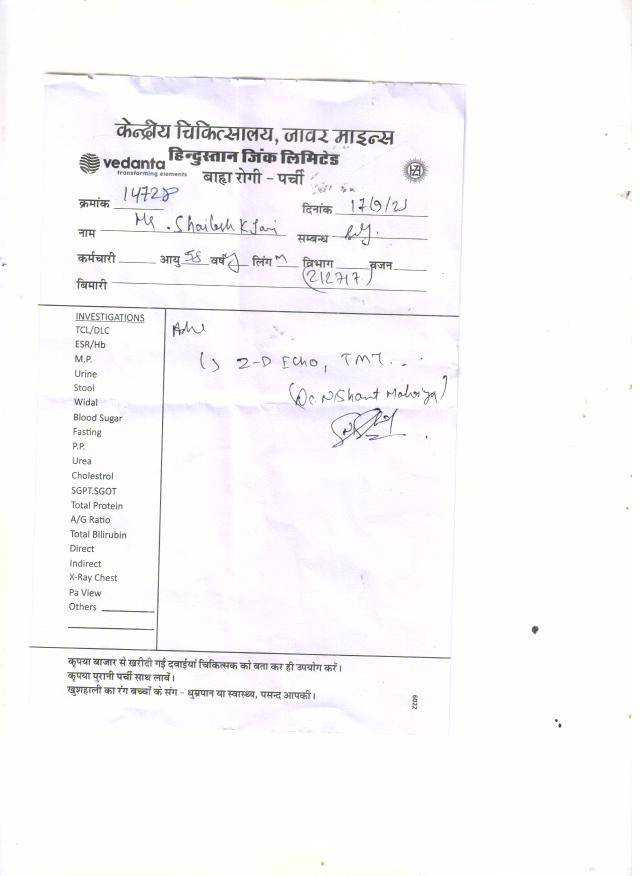 केन्द्रीय चिकित्सालय, जावर माइन्स
vedanta हिन्दुस्तान जिंक लिमिटेड
transforming elements
बाह्य रोगी - पर्ची
क्रमांक 14728 दिनांक 17/9/21
नाम Mr. Shailesh K Jain सम्बन्ध
कर्मचारी आयु 58 वर्ष लिंग M विभाग वजन
(212717)
बिमारी
INVESTIGATIONS
TCL/DLC
ESR/Hb
M.P.
Urine
Stool
Widal
Blood Sugar
Fasting
P.P.
Urea
Cholestrol
SGPT.SGOT
Total Protein
A/G Ratio
Total Bilirubin
Direct
Indirect
X-Ray Chest
Pa View
Others
Adv
2-D Echo, TMT...
(Dr. Nishant
कृपया बाजार से खरीदी गई दवाईयां चिकित्सक को बता कर ही उपयोग करें।
कृपया पुरानी पर्ची साथ लावें।
खुशहाली का रंग बच्चों के संग - धुम्रपान या स्वास्थ्य, पसन्द आपकी।
6022